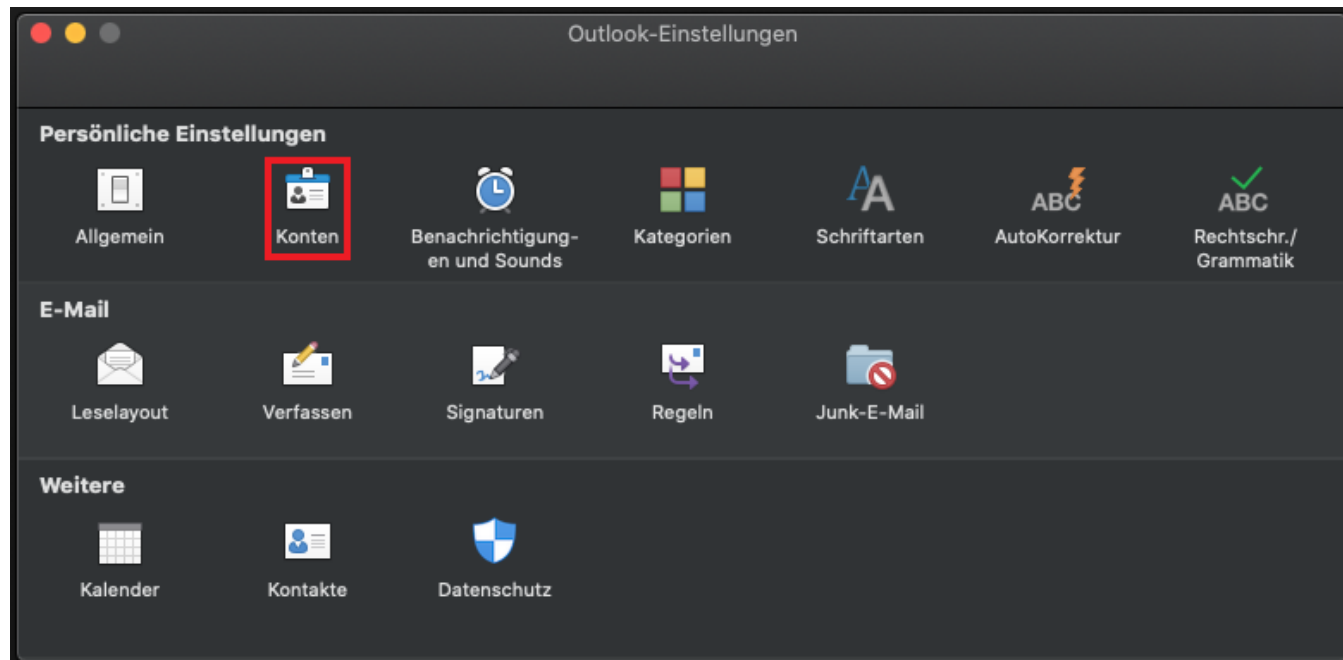 Outlook-Einstellungen
Persönliche Einstellungen
Allgemein
Konten
Benachrichtigung-
en und Sounds
Kategorien
Schriftarten
AutoKorrektur
Rechtschr./
Grammatik
E-Mail
Leselayout
Verfassen
Signaturen
Regeln
Junk-E-Mail
Weitere
Kalender
Kontakte
Datenschutz